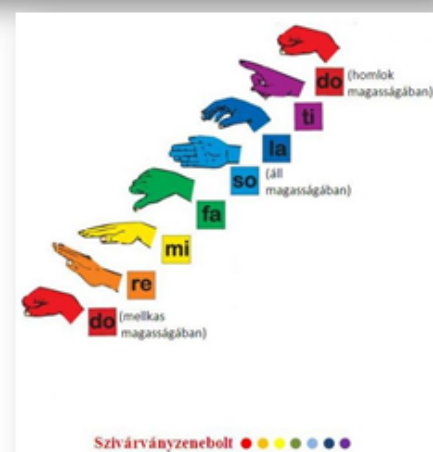 do (homlok
magasságában)
ti
la
so (áll
magasságában)
fa
mi
re
do (mellkas
magasságában)
Szivárványzenebolt